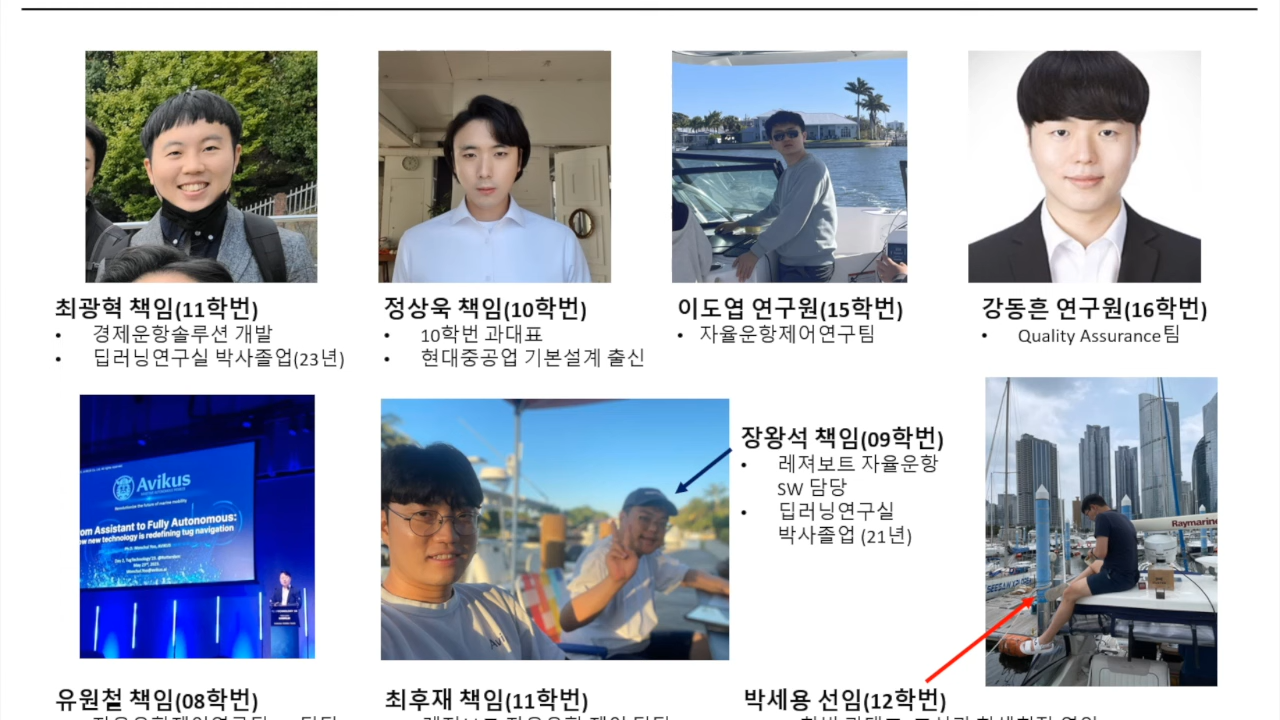 최광혁 책임(11학번)
• 경제운항솔루션 개발
• 딥러닝연구실 박사졸업(23년)
정상욱 책임(10학번)
• 10학번 과대표
• 현대중공업 기본설계 출신
이도엽 연구원(15학번)
• 자율운항제어연구팀
강동흔 연구원(16학번)
• Quality Assurance팀
Avikus
om Assistant to Fully Autonomous:
new technology is redefining tug navigation
Avi
장왕석 책임(09학번)
• 레져보트 자율운항
SW 담당
• 딥러닝연구실
박사졸업 (21년)
Raymarine
유원철 책임(08학번)
최후재 책임(11학번)
박세용 선임(12학번)